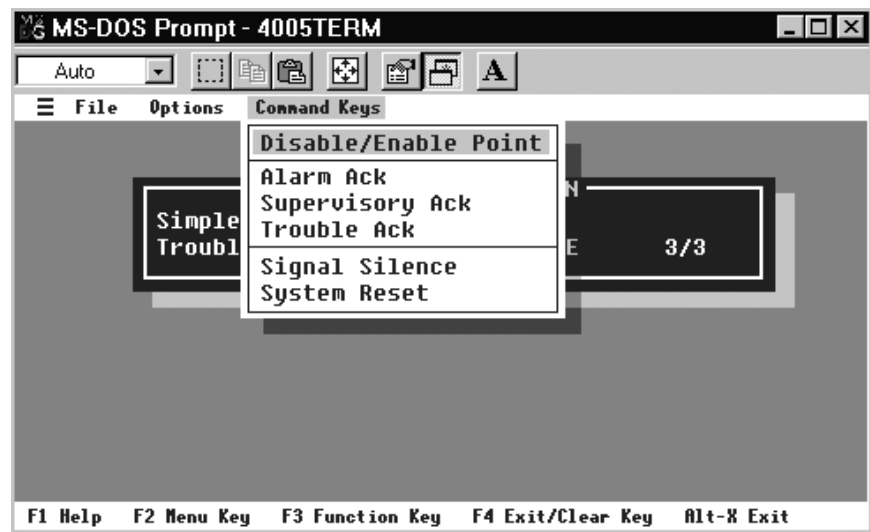 MS-DOS Prompt - 4005TERM
Auto
A
File Options Command Keys
Disable/Enable Point
Alarm Ack
Supervisory Ack
Trouble Ack
Signal Silence
System Reset
N
Simple
Troubl
E 3/3
F1 Help F2 Menu Key F3 Function Key F4 Exit/Clear Key Alt-X Exit